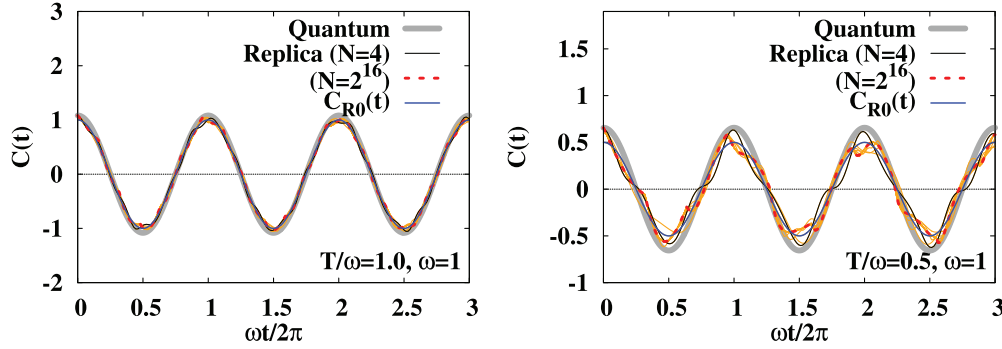 3
2
1
0
-1
-2
C(t)
Quantum
Replica (N=4)
(N=2^16)
C_R0(t)
T/ω=1.0, ω=1
0 0.5 1 1.5 2 2.5 3
ωt/2π
1.5
1
0.5
0
-0.5
-1
C(t)
Quantum
Replica (N=4)
(N=2^16)
C_R0(t)
T/ω=0.5, ω=1
0 0.5 1 1.5 2 2.5 3
ωt/2π